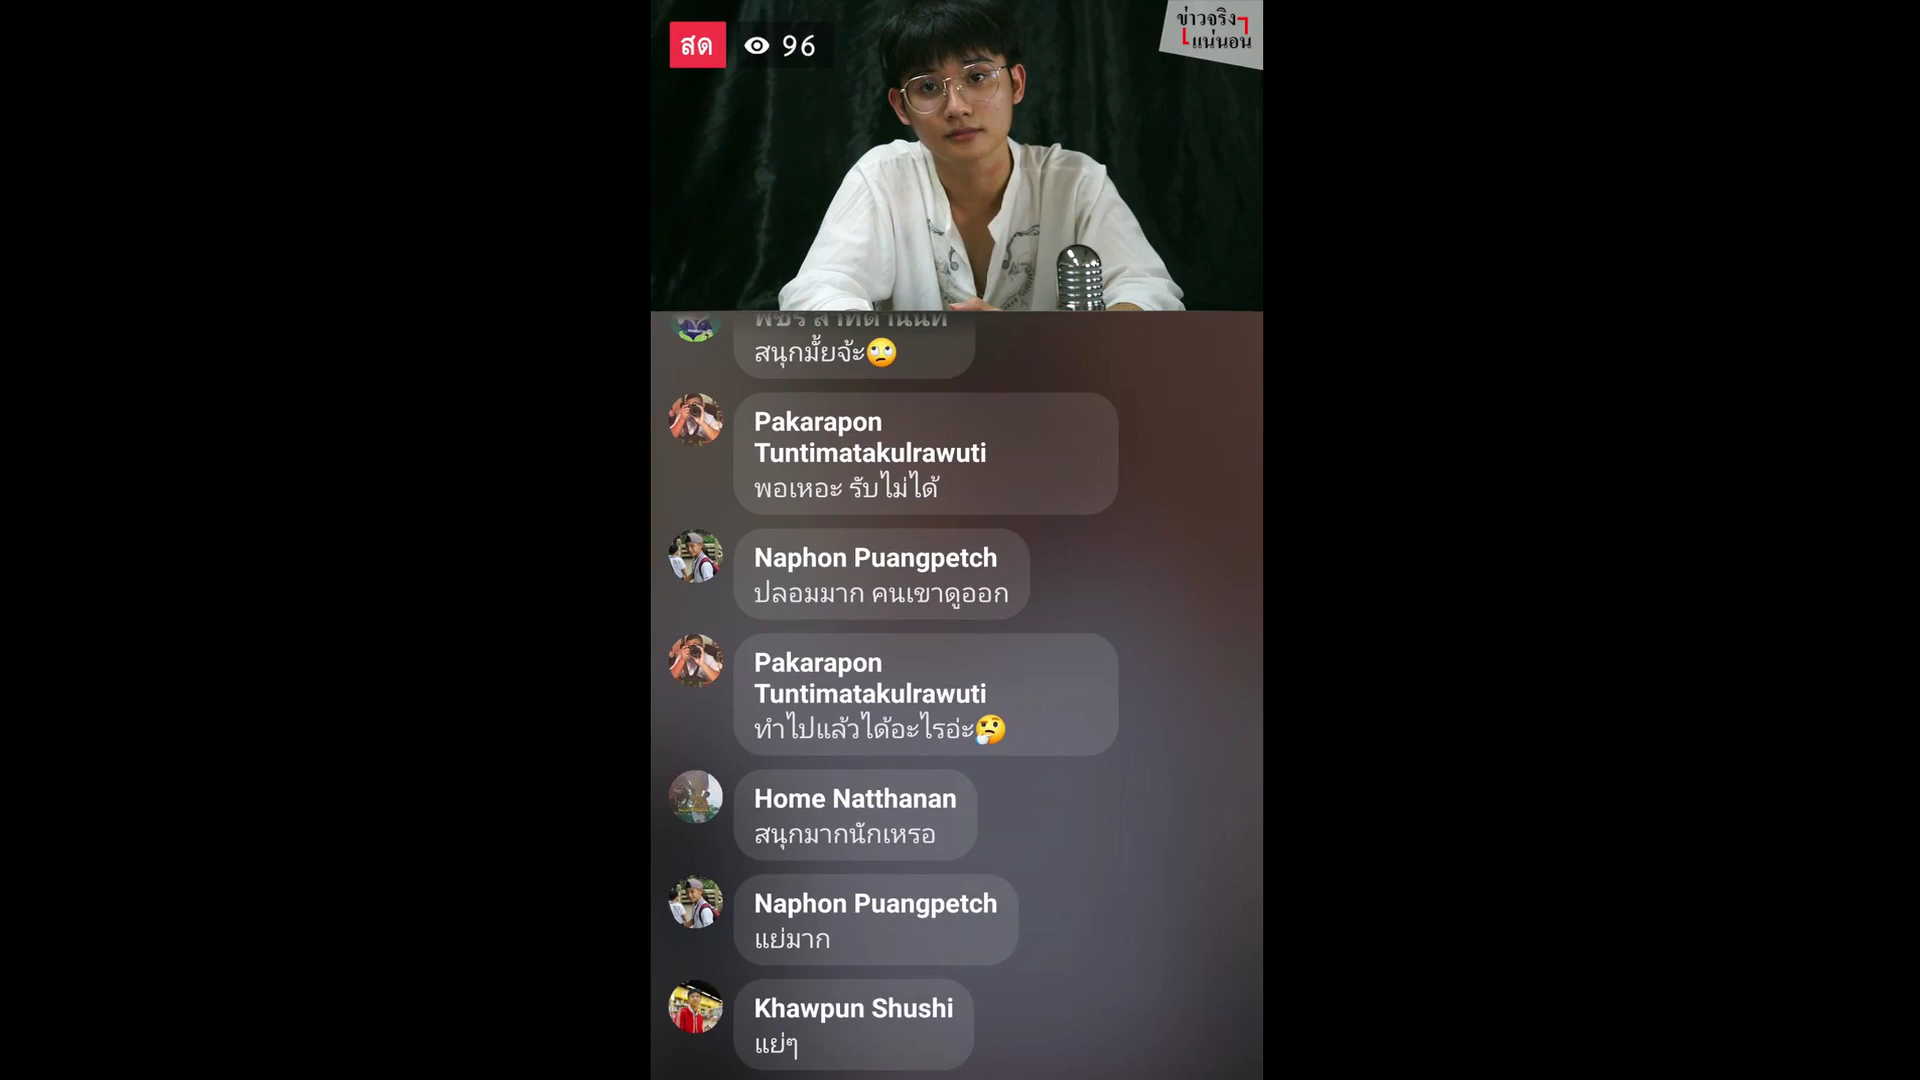 สด
96
ข่าวจริง
แน่นอน
สนุกมั้ยจ้ะ🙄
Pakarapon
Tuntimatakulrawuti
พอเหอะ รับไม่ได้
Naphon Puangpetch
ปลอมมาก คนเขาดูออก
Pakarapon
Tuntimatakulrawuti
ทำไปแล้วได้อะไรอ่ะ🤔
Home Natthanan
สนุกมากนักเหรอ
Naphon Puangpetch
แย่มาก
Khawpun Shushi
แย่ๆ